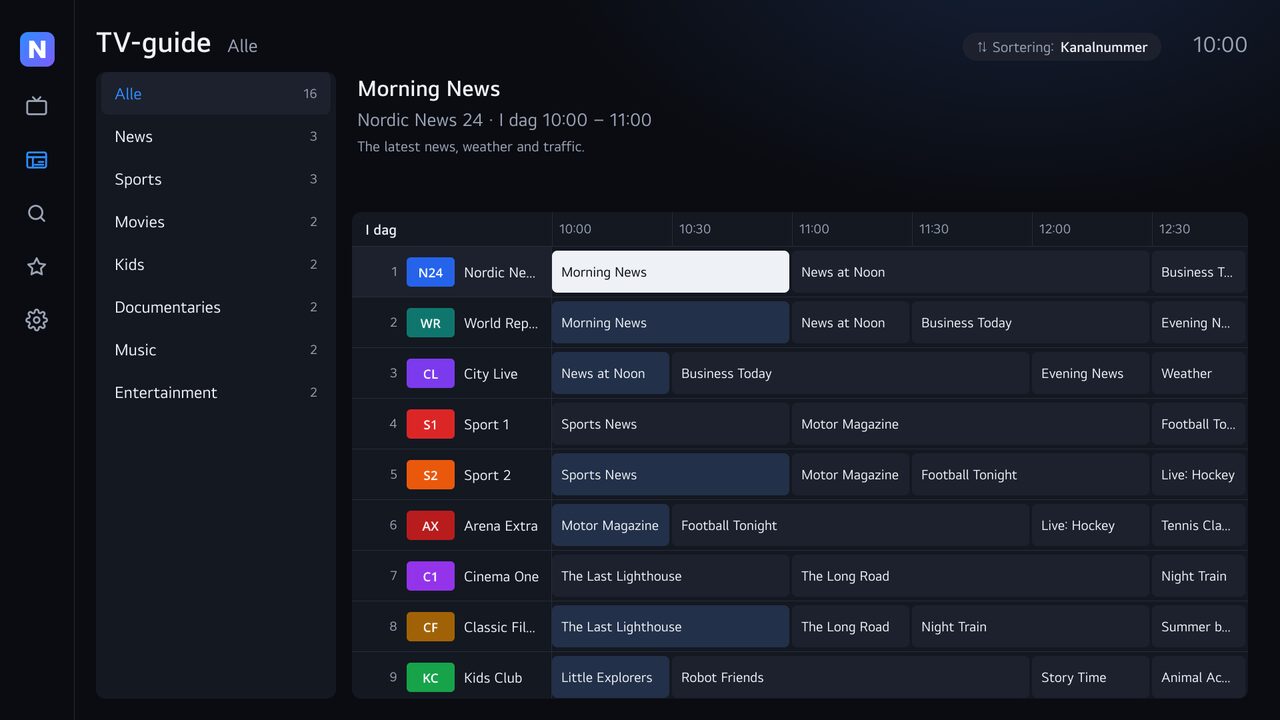 N
TV-guide Alle
Sortering: Kanalnummer
10:00
Alle 16
News 3
Sports 3
Movies 2
Kids 2
Documentaries 2
Music 2
Entertainment 2
Morning News
Nordic News 24 · I dag 10:00 – 11:00
The latest news, weather and traffic.
I dag 10:00 10:30 11:00 11:30 12:00 12:30
1 N24 Nordic Ne... Morning News News at Noon Business T...
2 WR World Rep... Morning News News at Noon Business Today Evening N...
3 CL City Live News at Noon Business Today Evening News Weather
4 S1 Sport 1 Sports News Motor Magazine Football To...
5 S2 Sport 2 Sports News Motor Magazine Football Tonight Live: Hockey
6 AX Arena Extra Motor Magazine Football Tonight Live: Hockey Tennis Cla...
7 C1 Cinema One The Last Lighthouse The Long Road Night Train
8 CF Classic Fil... The Last Lighthouse The Long Road Night Train Summer b...
9 KC Kids Club Little Explorers Robot Friends Story Time Animal Ac...